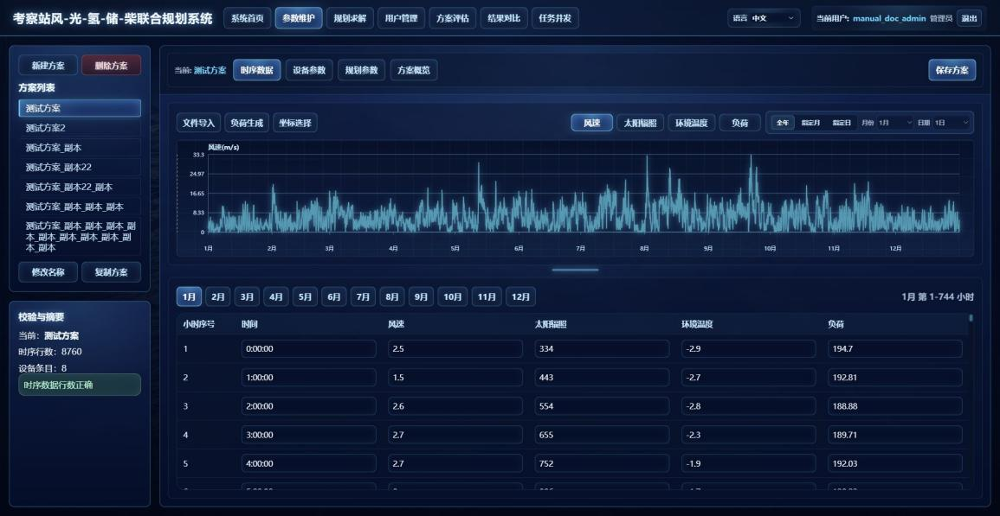 考察站风-光-氢-储-柴联合规划系统 系统首页 参数维护 规划求解 用户管理 方案评估 结果对比 任务并发 语言 中文 当前用户: manual_doc_admin 管理员 退出
新建方案 删除方案
方案列表
测试方案
测试方案2
测试方案_副本
测试方案_副本22
测试方案_副本22_副本
测试方案_副本_副本_副本
测试方案_副本_副本_副本_副
本_副本_副本_副本_副本_副
本_副本
修改名称 复制方案
校验与摘要
当前: 测试方案
时序行数: 8760
设备条目: 8
时序数据行数正确
当前: 测试方案 时序数据 设备参数 规划参数 方案概览 保存方案
文件导入 负荷生成 坐标选择 风速 太阳辐照 环境温度 负荷 全年 指定月 指定日 月份 1月 日期 1日
风速(m/s)
33.3
24.97
16.65
8.33
0
1月 2月 3月 4月 5月 6月 7月 8月 9月 10月 11月 12月
1月 2月 3月 4月 5月 6月 7月 8月 9月 10月 11月 12月 1月 第 1-744 小时
小时序号 时间 风速 太阳辐照 环境温度 负荷
1 0:00:00 2.5 334 -2.9 194.7
2 1:00:00 1.5 443 -2.7 192.81
3 2:00:00 2.6 554 -2.8 188.88
4 3:00:00 2.7 655 -2.3 189.71
5 4:00:00 2.7 752 -1.9 192.03